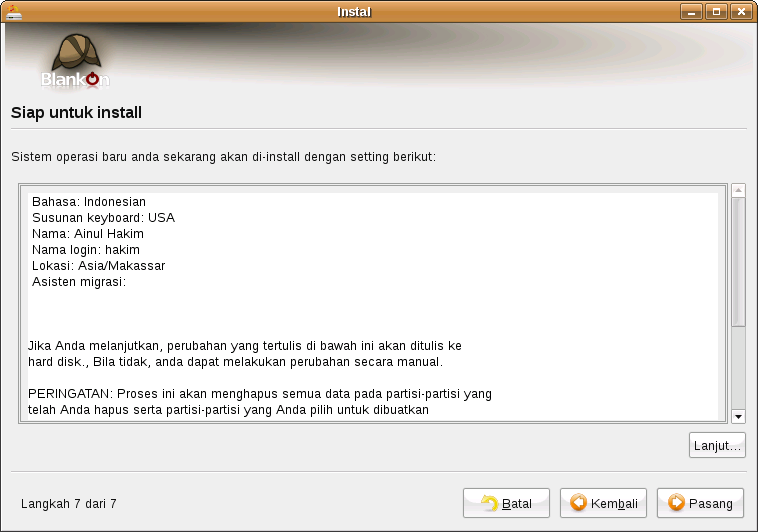 Instal
BlankOn
Siap untuk install
Sistem operasi baru anda sekarang akan di-install dengan setting berikut:
Bahasa: Indonesian
Susunan keyboard: USA
Nama: Ainul Hakim
Nama login: hakim
Lokasi: Asia/Makassar
Asisten migrasi:
Jika Anda melanjutkan, perubahan yang tertulis di bawah ini akan ditulis ke
hard disk., Bila tidak, anda dapat melakukan perubahan secara manual.
PERINGATAN: Proses ini akan menghapus semua data pada partisi-partisi yang
telah Anda hapus serta partisi-partisi yang Anda pilih untuk dibuatkan
Lanjut...
Langkah 7 dari 7
Batal
Kembali
Pasang